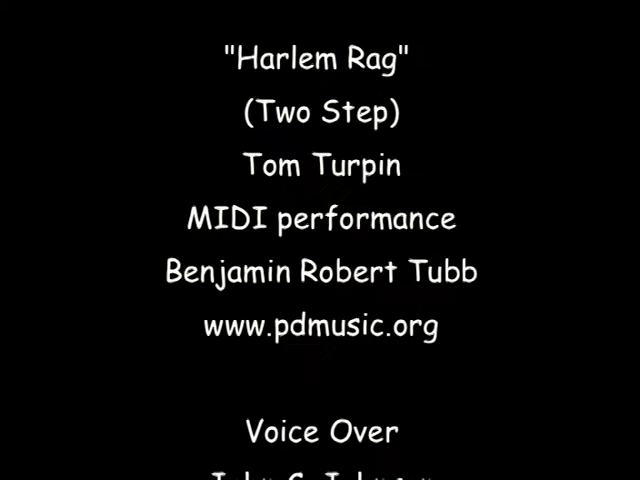 "Harlem Rag"
(Two Step)
Tom Turpin
MIDI performance
Benjamin Robert Tubb
www.pdmusic.org
Voice Over